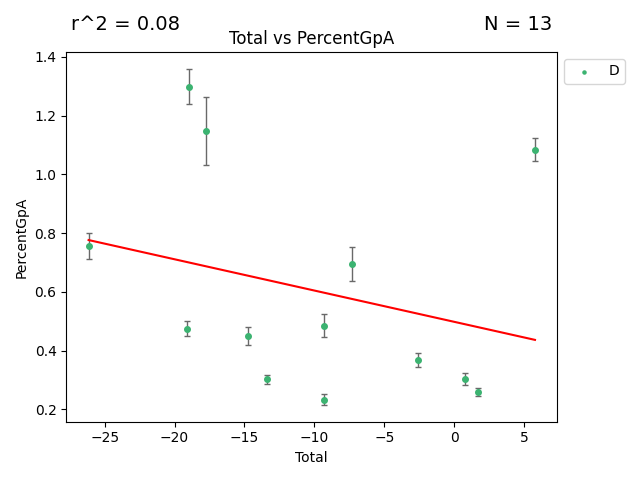 r^2 = 0.08
N = 13
Total vs PercentGpA
D
PercentGpA
1.4
1.2
1.0
0.8
0.6
0.4
0.2
−25
−20
−15
−10
−5
0
5
Total